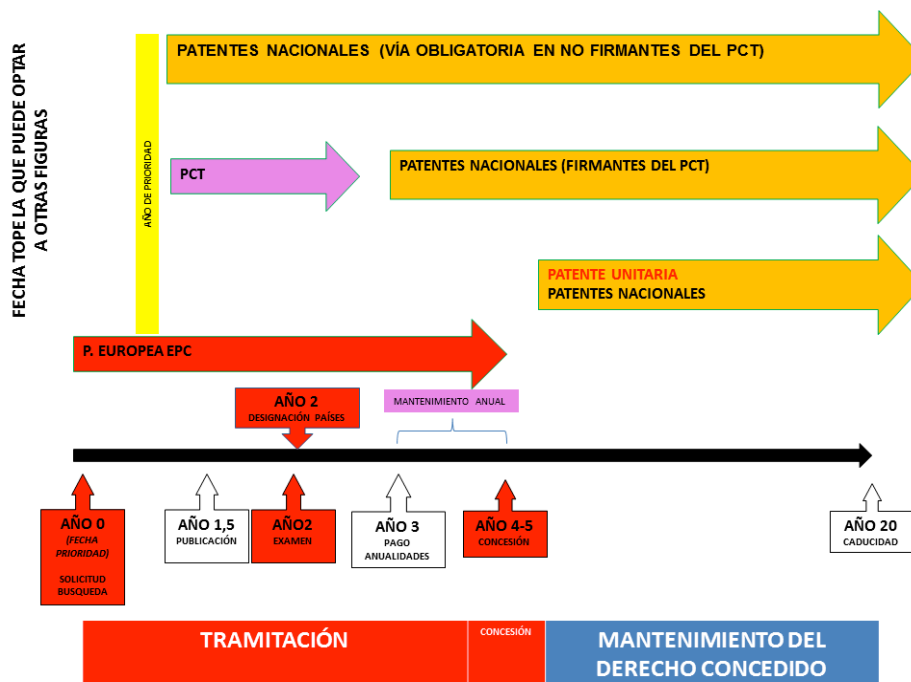 FECHA TOPE LA QUE PUEDE OPTAR
A OTRAS FIGURAS
AÑO DE PRIORIDAD
PATENTES NACIONALES (VÍA OBLIGATORIA EN NO FIRMANTES DEL PCT)
PCT
PATENTES NACIONALES (FIRMANTES DEL PCT)
PATENTE UNITARIA
PATENTES NACIONALES
P. EUROPEA EPC
AÑO 2
DESIGNACIÓN PAÍSES
MANTENIMIENTO ANUAL
AÑO 0
(FECHA
PRIORIDAD)
SOLICITUD
BUSQUEDA
AÑO 1,5
PUBLICACIÓN
AÑO2
EXAMEN
AÑO 3
PAGO
ANUALIDADES
AÑO 4-5
CONCESIÓN
AÑO 20
CADUCIDAD
TRAMITACIÓN
CONCESIÓN
MANTENIMIENTO DEL
DERECHO CONCEDIDO